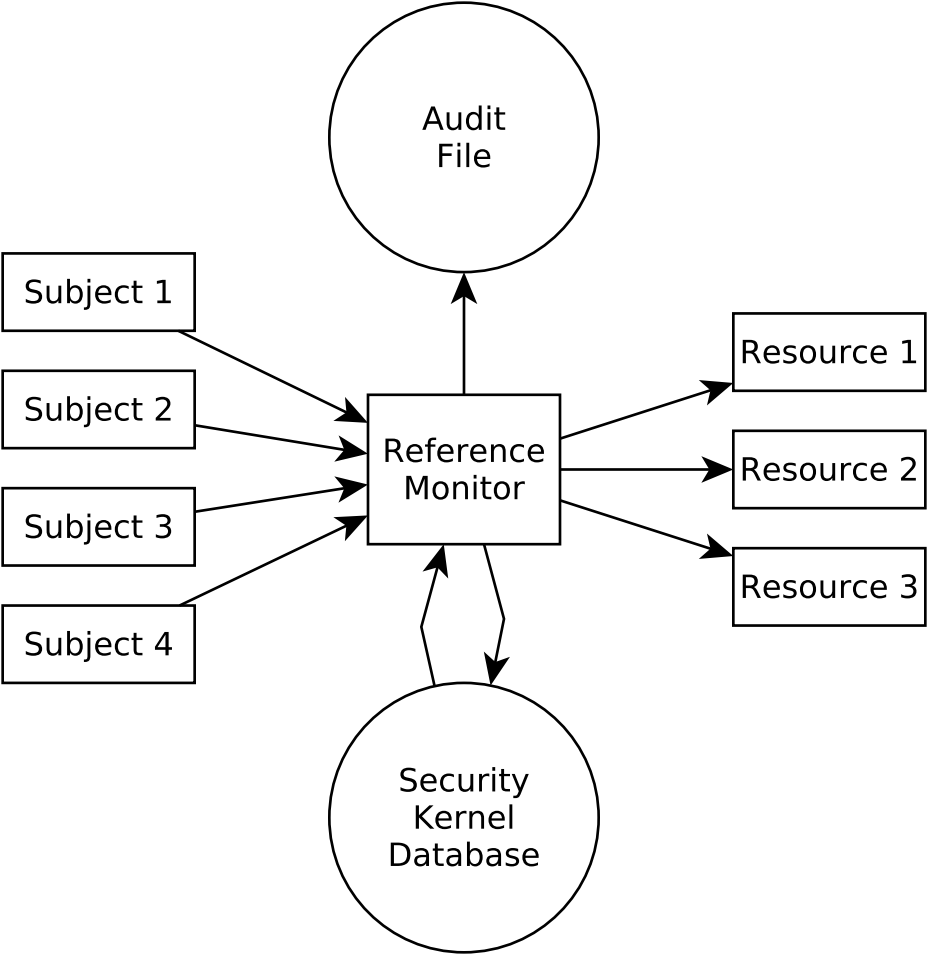 Audit
File
Subject 1
Subject 2
Subject 3
Subject 4
Reference
Monitor
Resource 1
Resource 2
Resource 3
Security
Kernel
Database